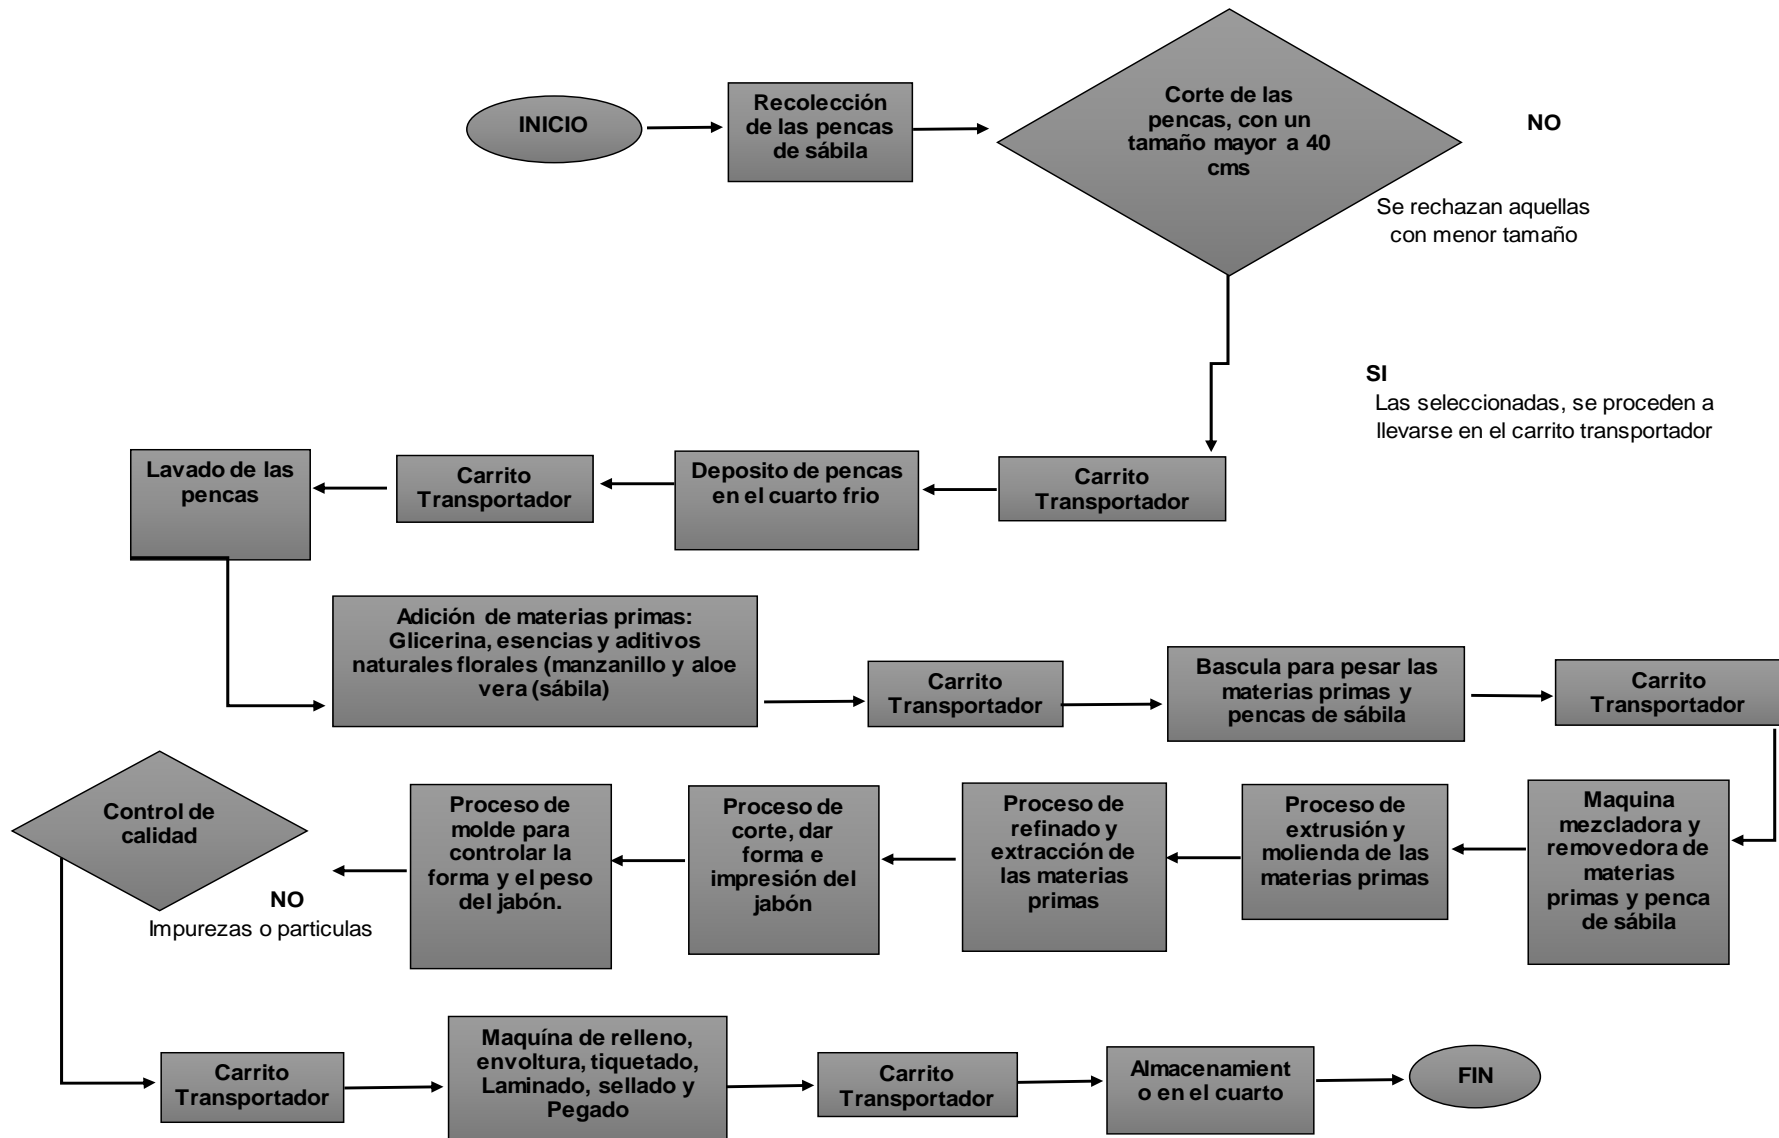 INICIO
Recolección
de las pencas
de sábila
Corte de las
pencas, con un
tamaño mayor a 40
cms
NO
Se rechazan aquellas
con menor tamaño
SI
Las seleccionadas, se proceden a
llevarse en el carrito transportador
Carrito
Transportador
Deposito de pencas
en el cuarto frio
Carrito
Transportador
Lavado de las
pencas
Adición de materias primas:
Glicerina, esencias y aditivos
naturales florales (manzanillo y aloe
vera (sábila)
Carrito
Transportador
Bascula para pesar las
materias primas y
pencas de sábila
Carrito
Transportador
Maquina
mezcladora y
removedora de
materias
primas y penca
de sábila
Proceso de
extrusión y
molienda de las
materias primas
Proceso de
refinado y
extracción de
las materias
primas
Proceso de
corte, dar
forma e
impresión del
jabón
Proceso de
molde para
controlar la
forma y el peso
del jabón.
Control de
calidad
NO
Impurezas o particulas
Carrito
Transportador
Maquína de relleno,
envoltura, tiquetado,
Laminado, sellado y
Pegado
Carrito
Transportador
Almacenamient
o en el cuarto
FIN